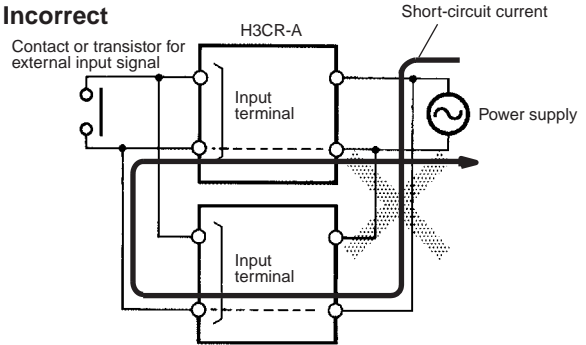 Incorrect
Short-circuit current
H3CR-A
Contact or transistor for
external input signal
Input
terminal
Power supply
Input
terminal